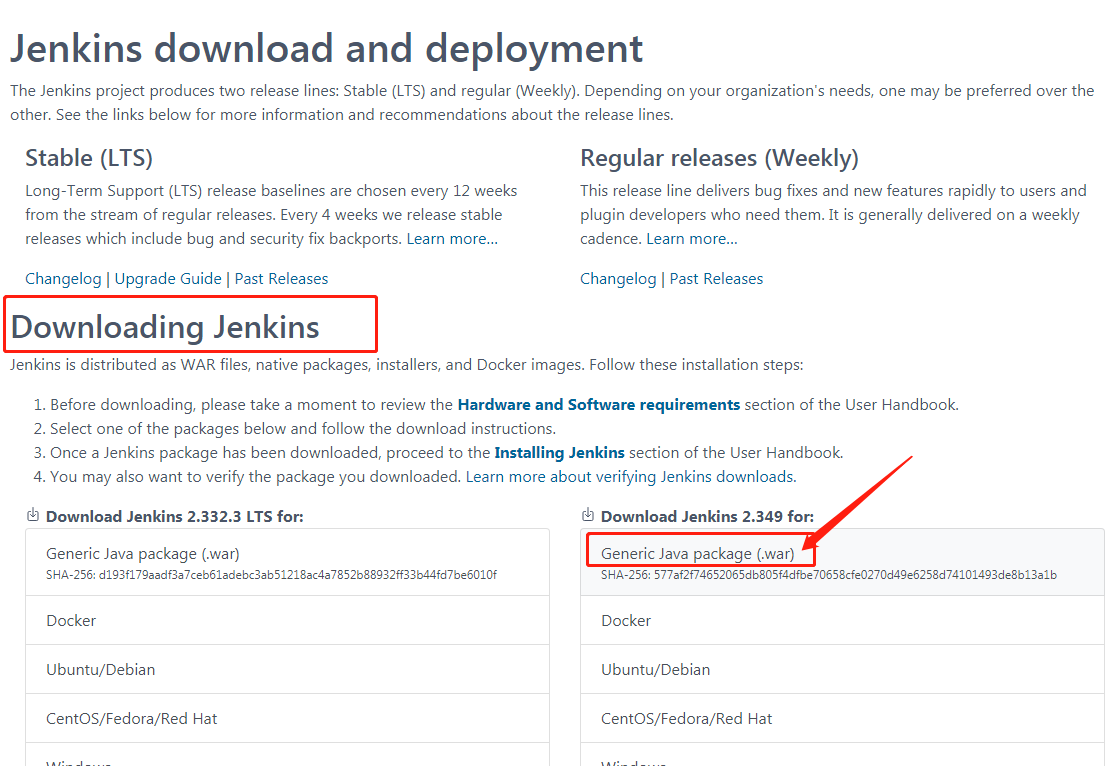 Jenkins download and deployment
The Jenkins project produces two release lines: Stable (LTS) and regular (Weekly). Depending on your organization's needs, one may be preferred over the
other. See the links below for more information and recommendations about the release lines.
Stable (LTS)
Long-Term Support (LTS) release baselines are chosen every 12 weeks
from the stream of regular releases. Every 4 weeks we release stable
releases which include bug and security fix backports. Learn more...
Changelog | Upgrade Guide | Past Releases
Regular releases (Weekly)
This release line delivers bug fixes and new features rapidly to users and
plugin developers who need them. It is generally delivered on a weekly
cadence. Learn more...
Changelog | Past Releases
Downloading Jenkins
Jenkins is distributed as WAR files, native packages, installers, and Docker images. Follow these installation steps:
1. Before downloading, please take a moment to review the Hardware and Software requirements section of the User Handbook.
2. Select one of the packages below and follow the download instructions.
3. Once a Jenkins package has been downloaded, proceed to the Installing Jenkins section of the User Handbook.
4. You may also want to verify the package you downloaded. Learn more about verifying Jenkins downloads.
Download Jenkins 2.332.3 LTS for:
Generic Java package (.war)
SHA-256: d193f179aadf3a7ceb61adebc3ab51218ac4a7852b88932ff33b44fd7be6010f
Docker
Ubuntu/Debian
CentOS/Fedora/Red Hat
Windows
Download Jenkins 2.349 for:
Generic Java package (.war)
SHA-256: 577af2f74652065db805f4dfbe70658cfe0270d49e6258d74101493de8b13a1b
Docker
Ubuntu/Debian
CentOS/Fedora/Red Hat
Windows